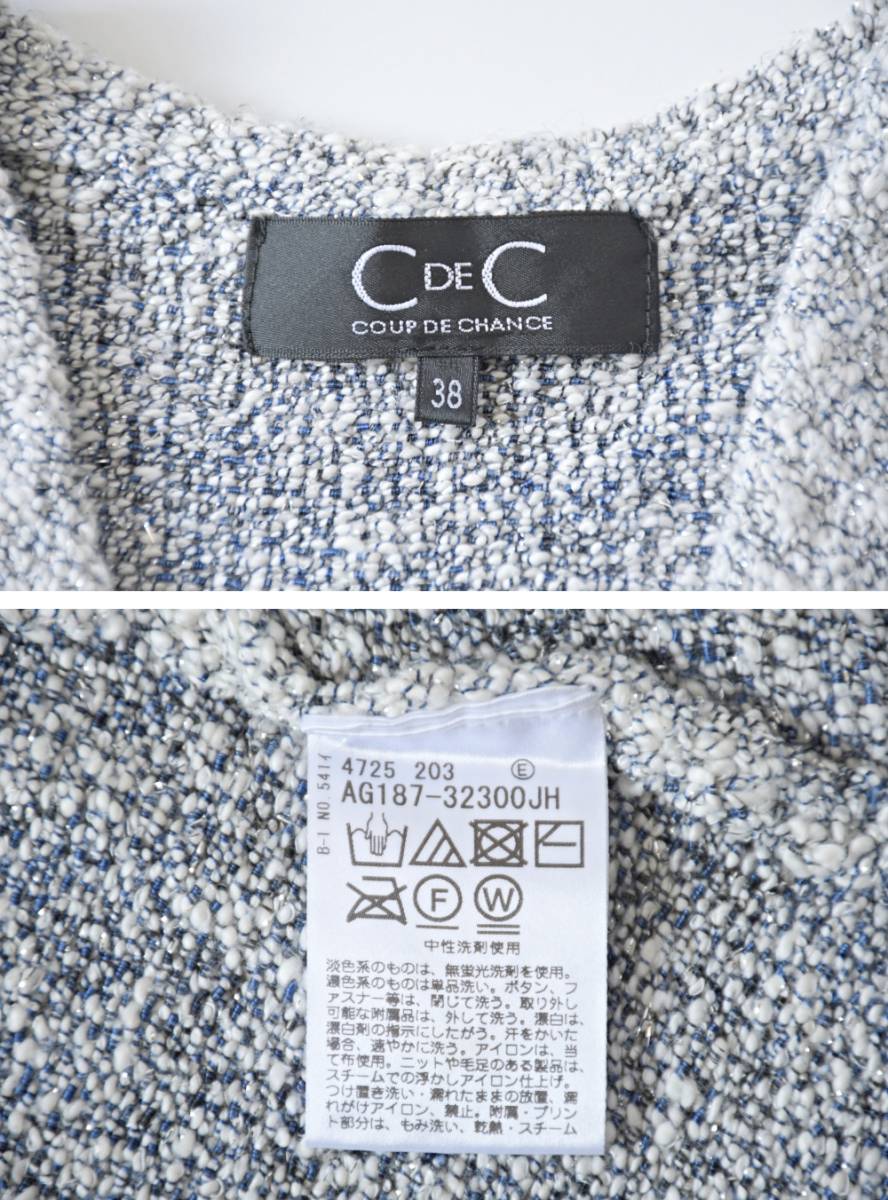 C DE C
COUP DE CHANCE
38
4725 203 Ⓔ
AG187-32300JH
B-1 NO. 5414
F W
中性洗剤使用
淡色系のものは、無蛍光洗剤を使用。
濃色系のものは単品洗い。ボタン、フ
ァスナー等は、閉じて洗う。取り外し
可能な附属品は、外して洗う。漂白は、
漂白剤の指示にしたがう。汗をかいた
場合、速やかに洗う。アイロンは、当
て布使用。ニットや毛足のある製品は、
スチームでの浮かしアイロン仕上げ。
つけ置き洗い・濡れたままの放置、濡
れがけアイロン、禁止。附属・プリン
ト部分は、もみ洗い、乾熱・スチーム